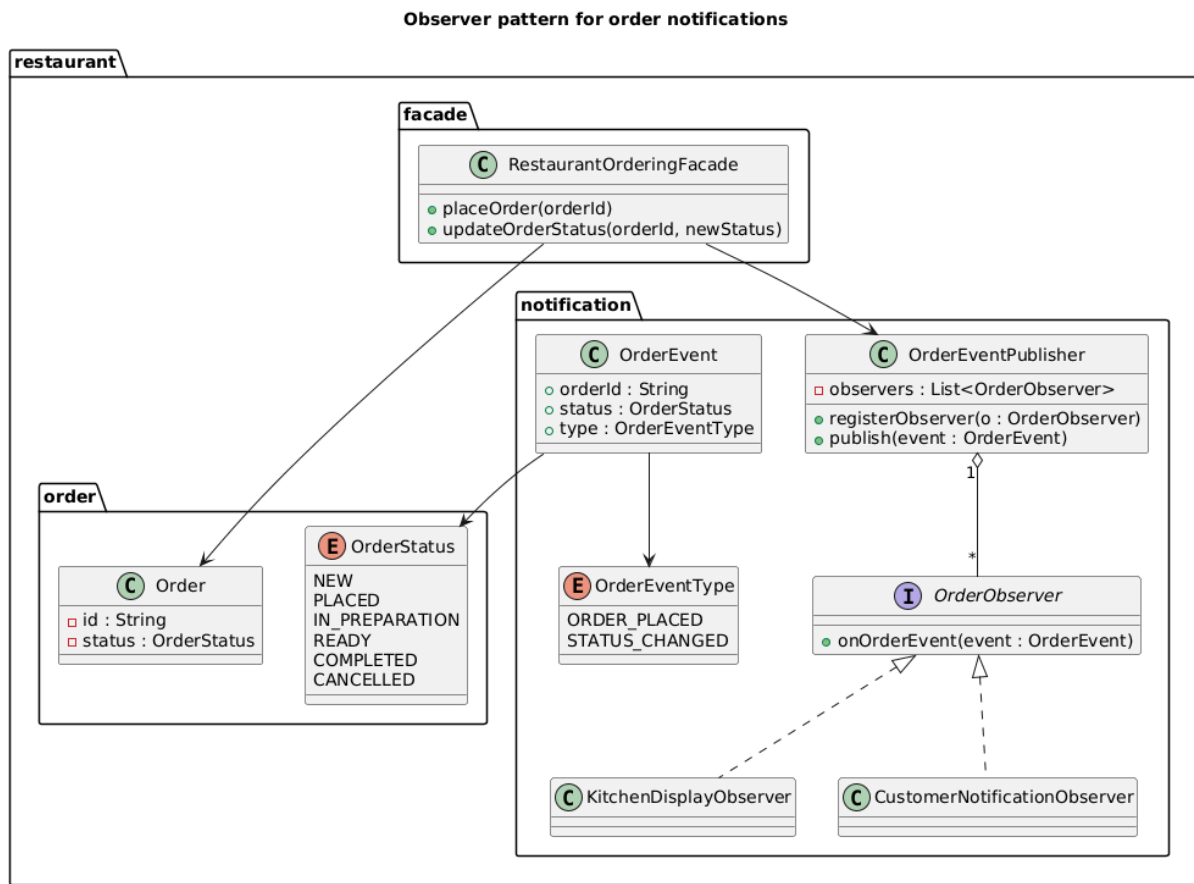 Observer pattern for order notifications
restaurant
facade
C RestaurantOrderingFacade
placeOrder(orderId)
updateOrderStatus(orderId, newStatus)
notification
C OrderEvent
orderId : String
status : OrderStatus
type : OrderEventType
C OrderEventPublisher
observers : List<OrderObserver>
registerObserver(o : OrderObserver)
publish(event : OrderEvent)
1
*
order
C Order
id : String
status : OrderStatus
E OrderStatus
NEW
PLACED
IN_PREPARATION
READY
COMPLETED
CANCELLED
E OrderEventType
ORDER_PLACED
STATUS_CHANGED
I OrderObserver
onOrderEvent(event : OrderEvent)
C KitchenDisplayObserver
C CustomerNotificationObserver